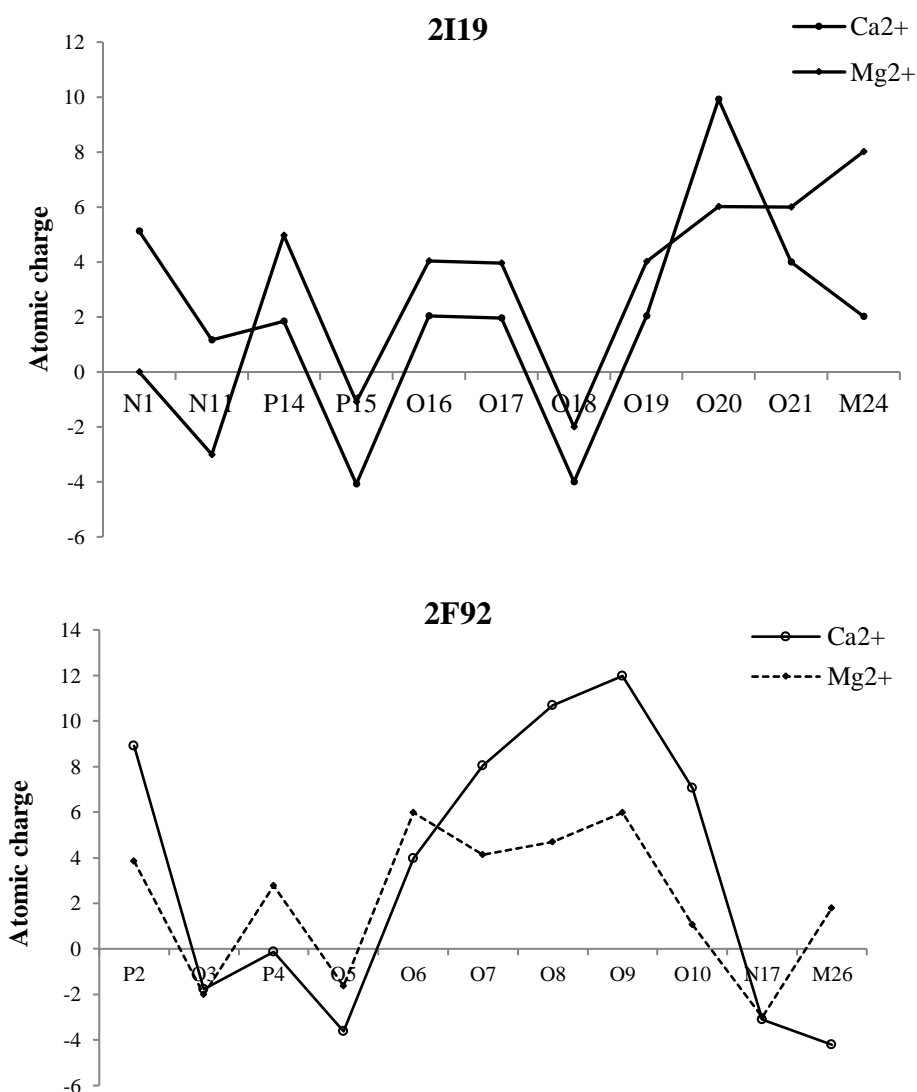 2I19
Ca2+
Mg2+
Atomic charge
12
10
8
6
4
2
0
-2
-4
-6
N1 N11 P14 P15 O16 O17 O18 O19 O20 O21 M24
2F92
Ca2+
Mg2+
Atomic charge
14
12
10
8
6
4
2
0
-2
-4
-6
P2 O3 P4 O5 O6 O7 O8 O9 O10 N17 M26